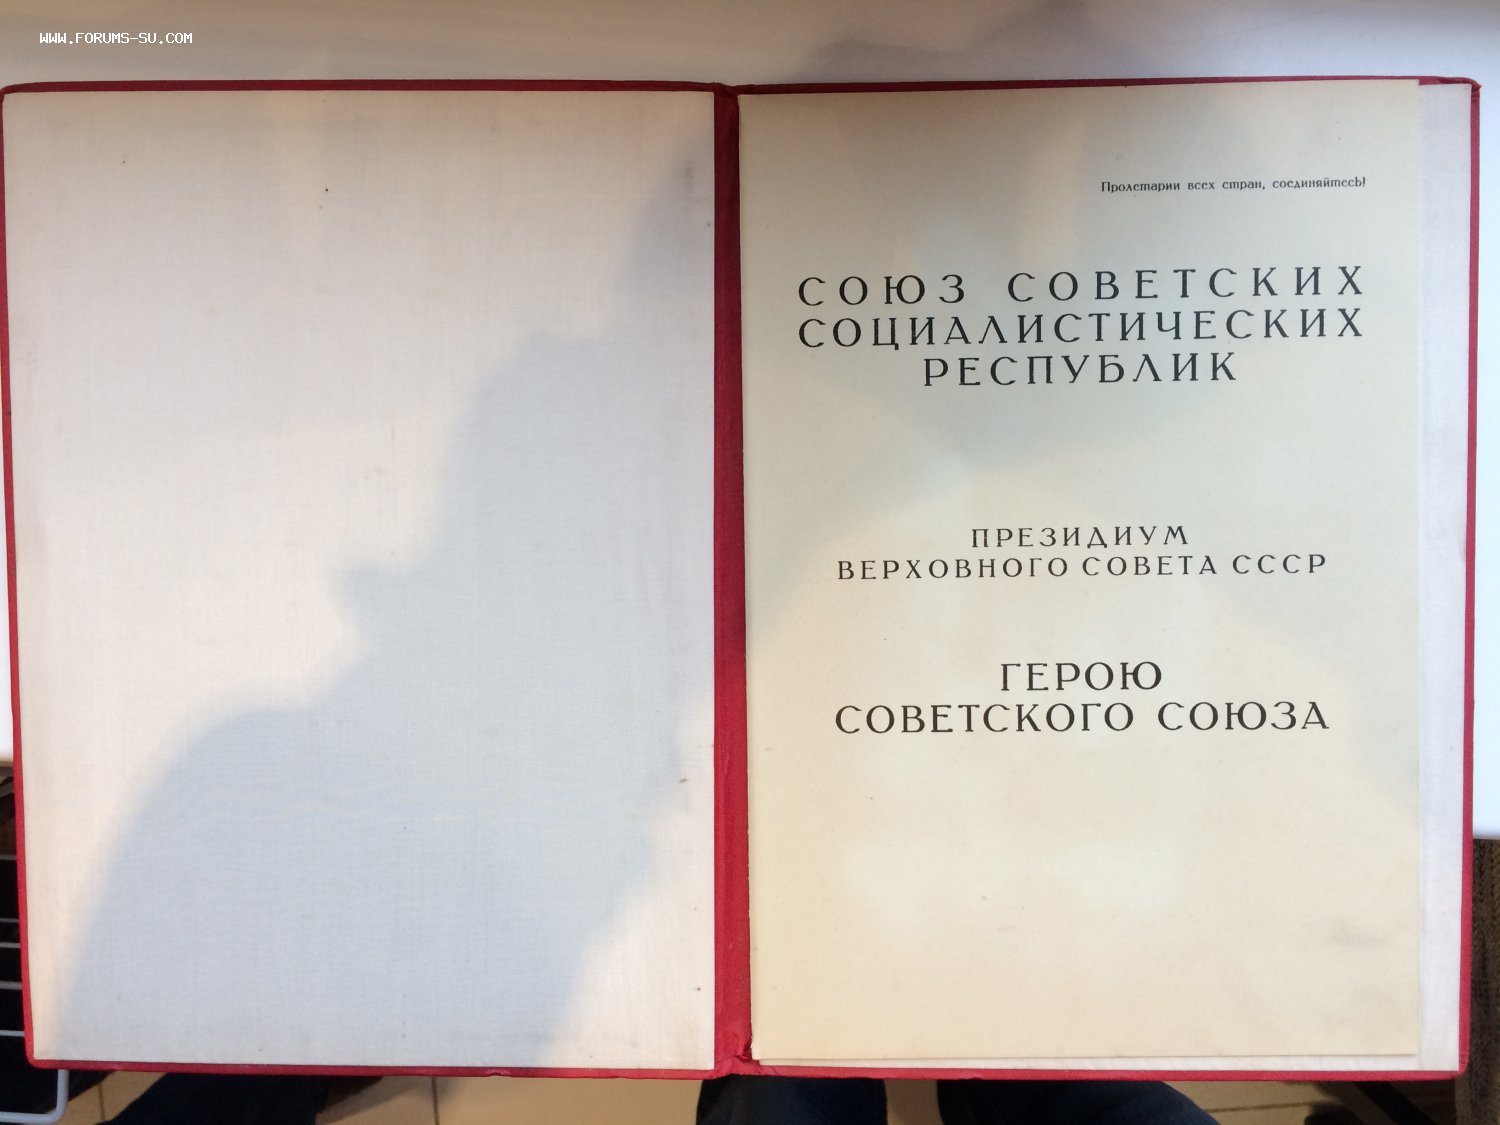 WWW.FORUMS-SU.COM
Пролетарии всех стран, соединяйтесь!
СОЮЗ СОВЕТСКИХ
СОЦИАЛИСТИЧЕСКИХ
РЕСПУБЛИК
ПРЕЗИДИУМ
ВЕРХОВНОГО СОВЕТА СССР
ГЕРОЮ
СОВЕТСКОГО СОЮЗА